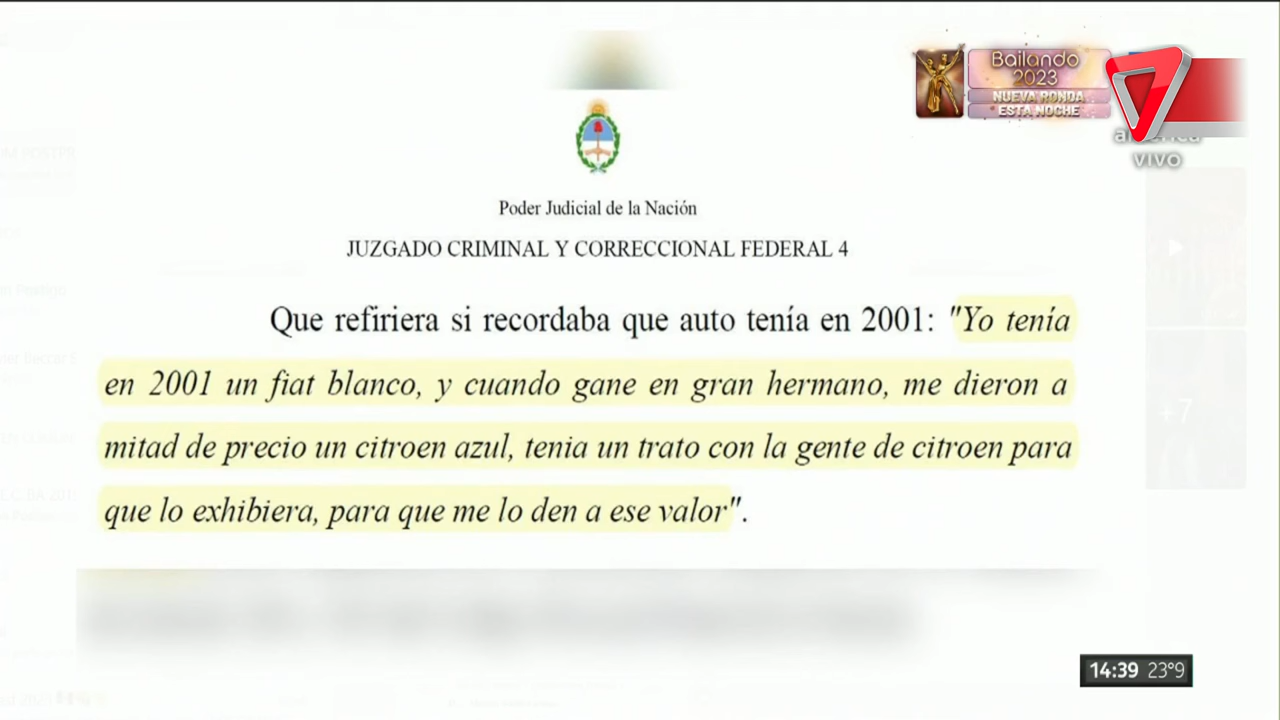 Bailando
2023
NUEVA RONDA
ESTA NOCHE
america
VIVO
Poder Judicial de la Nación
JUZGADO CRIMINAL Y CORRECCIONAL FEDERAL 4
Que refiriera si recordaba que auto tenía en 2001: "Yo tenía
en 2001 un fiat blanco, y cuando gane en gran hermano, me dieron a
mitad de precio un citroen azul, tenia un trato con la gente de citroen para
que lo exhibiera, para que me lo den a ese valor".
+7
14:39 23°9